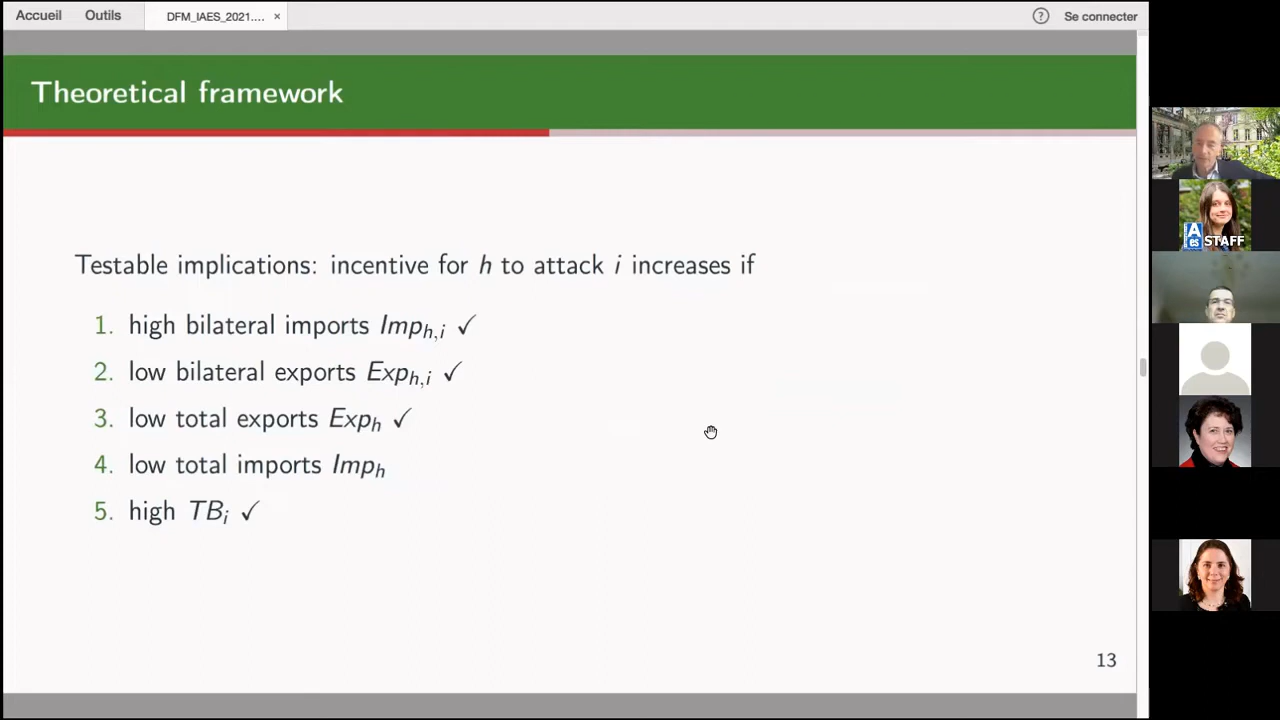 Accueil Outils DFM_IAES_2021.... × ? Se connecter
Theoretical framework
Testable implications: incentive for h to attack i increases if
1. high bilateral imports Imp_{h,i} ✓
2. low bilateral exports Exp_{h,i} ✓
3. low total exports Exp_h ✓
4. low total imports Imp_h
5. high TB_i ✓
13
A
es STAFF